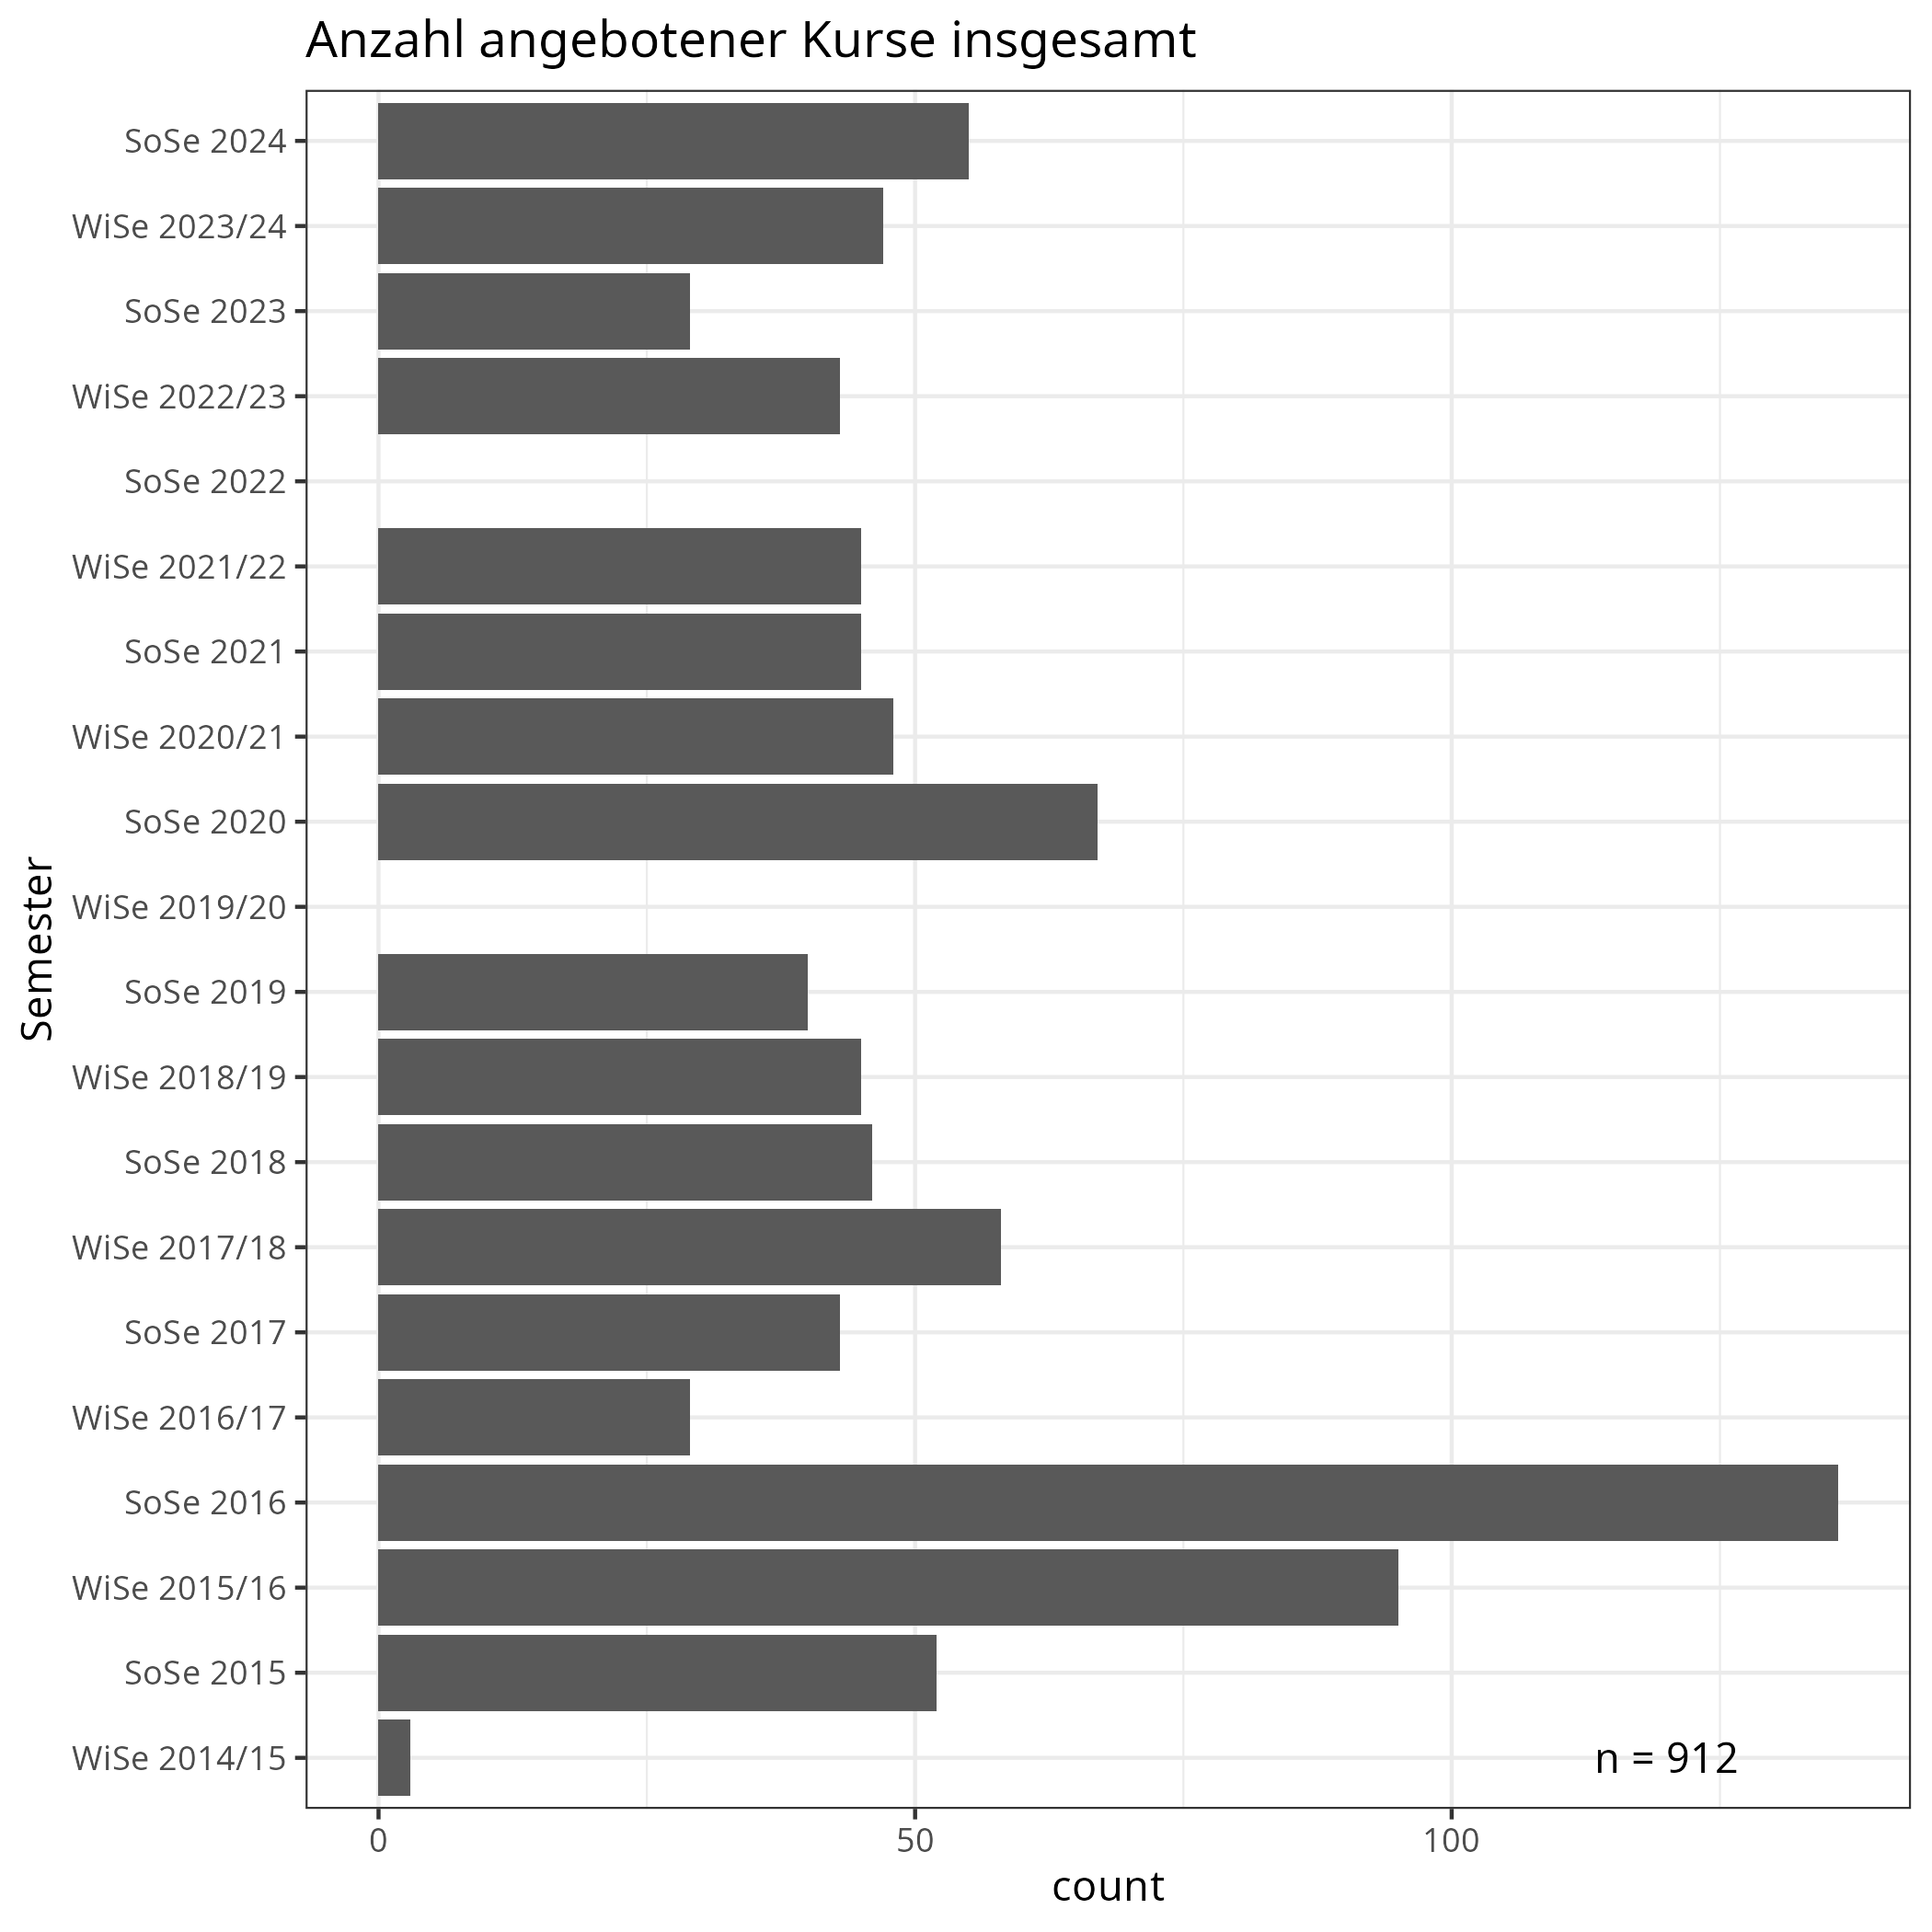 Anzahl angebotener Kurse insgesamt
SoSe 2024
WiSe 2023/24
SoSe 2023
WiSe 2022/23
SoSe 2022
WiSe 2021/22
SoSe 2021
WiSe 2020/21
SoSe 2020
WiSe 2019/20
SoSe 2019
WiSe 2018/19
SoSe 2018
WiSe 2017/18
SoSe 2017
WiSe 2016/17
SoSe 2016
WiSe 2015/16
SoSe 2015
WiSe 2014/15
Semester
n = 912
0 50 100
count